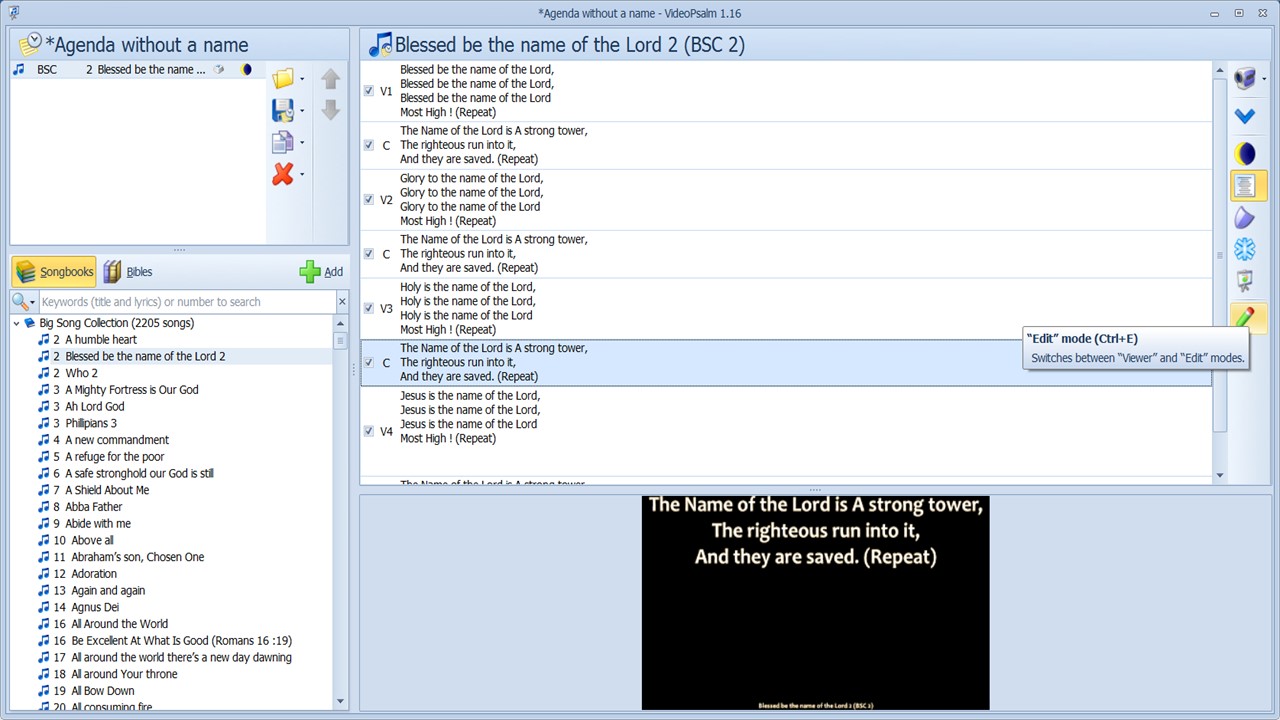 *Agenda without a name - VideoPsalm 1.16
*Agenda without a name
BSC 2 Blessed be the name ...
Songbooks
Bibles
Add
Keywords (title and lyrics) or number to search
Big Song Collection (2205 songs)
2 A humble heart
2 Blessed be the name of the Lord 2
2 Who 2
3 A Mighty Fortress is Our God
3 Ah Lord God
3 Philipians 3
4 A new commandment
5 A refuge for the poor
6 A safe stronghold our God is still
7 A Shield About Me
8 Abba Father
9 Abide with me
10 Above all
11 Abraham's son, Chosen One
12 Adoration
13 Again and again
14 Agnus Dei
16 All Around the World
16 Be Excellent At What Is Good (Romans 16 :19)
17 All around the world there's a new day dawning
18 All around Your throne
19 All Bow Down
20 All consuming fire
Blessed be the name of the Lord 2 (BSC 2)
V1
Blessed be the name of the Lord,
Blessed be the name of the Lord,
Blessed be the name of the Lord
Most High ! (Repeat)
C
The Name of the Lord is A strong tower,
The righteous run into it,
And they are saved. (Repeat)
V2
Glory to the name of the Lord,
Glory to the name of the Lord,
Glory to the name of the Lord
Most High ! (Repeat)
C
The Name of the Lord is A strong tower,
The righteous run into it,
And they are saved. (Repeat)
V3
Holy is the name of the Lord,
Holy is the name of the Lord,
Holy is the name of the Lord
Most High ! (Repeat)
C
The Name of the Lord is A strong tower,
The righteous run into it,
And they are saved. (Repeat)
V4
Jesus is the name of the Lord,
Jesus is the name of the Lord,
Jesus is the name of the Lord
Most High ! (Repeat)
The Name of the Lord is A strong tower,
"Edit" mode (Ctrl+E)
Switches between "Viewer" and "Edit" modes.
The Name of the Lord is A strong tower,
The righteous run into it,
And they are saved. (Repeat)
Blessed be the name of the Lord 2 (BSC 2)